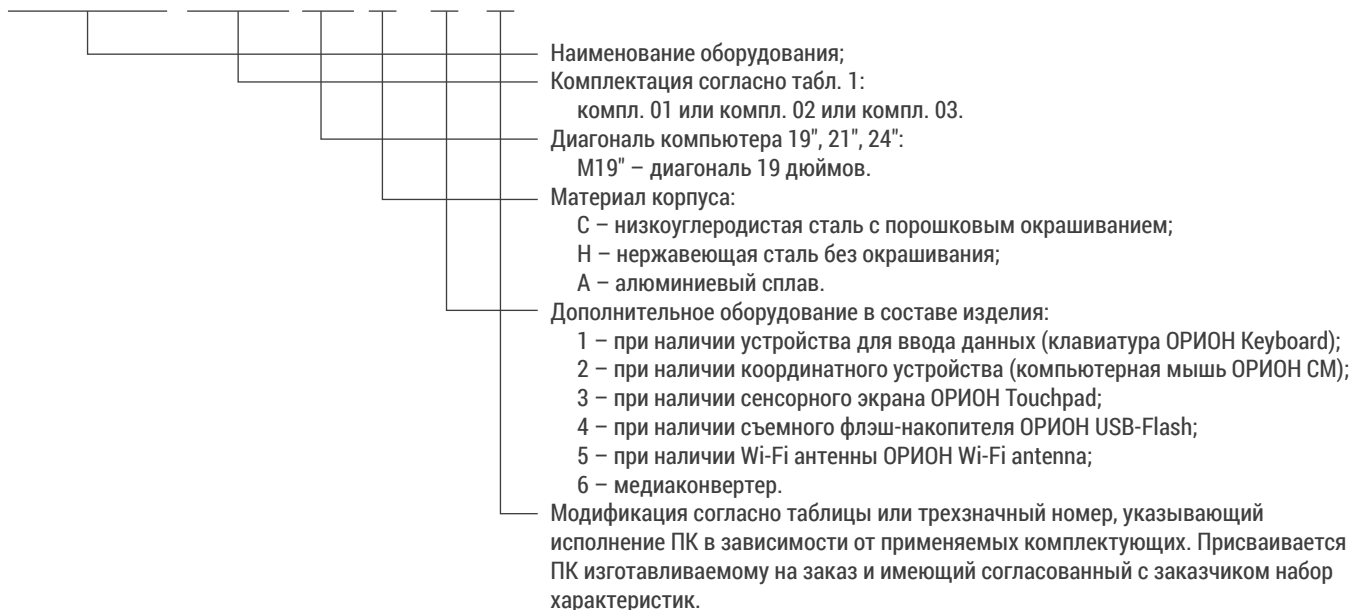 Наименование оборудования;
Комплектация согласно табл. 1:
компл. 01 или компл. 02 или компл. 03.
Диагональ компьютера 19", 21", 24":
М19" – диагональ 19 дюймов.
Материал корпуса:
С – низкоуглеродистая сталь с порошковым окрашиванием;
Н – нержавеющая сталь без окрашивания;
А – алюминиевый сплав.
Дополнительное оборудование в составе изделия:
1 – при наличии устройства для ввода данных (клавиатура ОРИОН Keyboard);
2 – при наличии координатного устройства (компьютерная мышь ОРИОН СМ);
3 – при наличии сенсорного экрана ОРИОН Touchpad;
4 – при наличии съемного флэш-накопителя ОРИОН USB-Flash;
5 – при наличии Wi-Fi антенны ОРИОН Wi-Fi antenna;
6 – медиаконвертер.
Модификация согласно таблицы или трехзначный номер, указывающий
исполнение ПК в зависимости от применяемых комплектующих. Присваивается
ПК изготавливаемому на заказ и имеющий согласованный с заказчиком набор
характеристик.